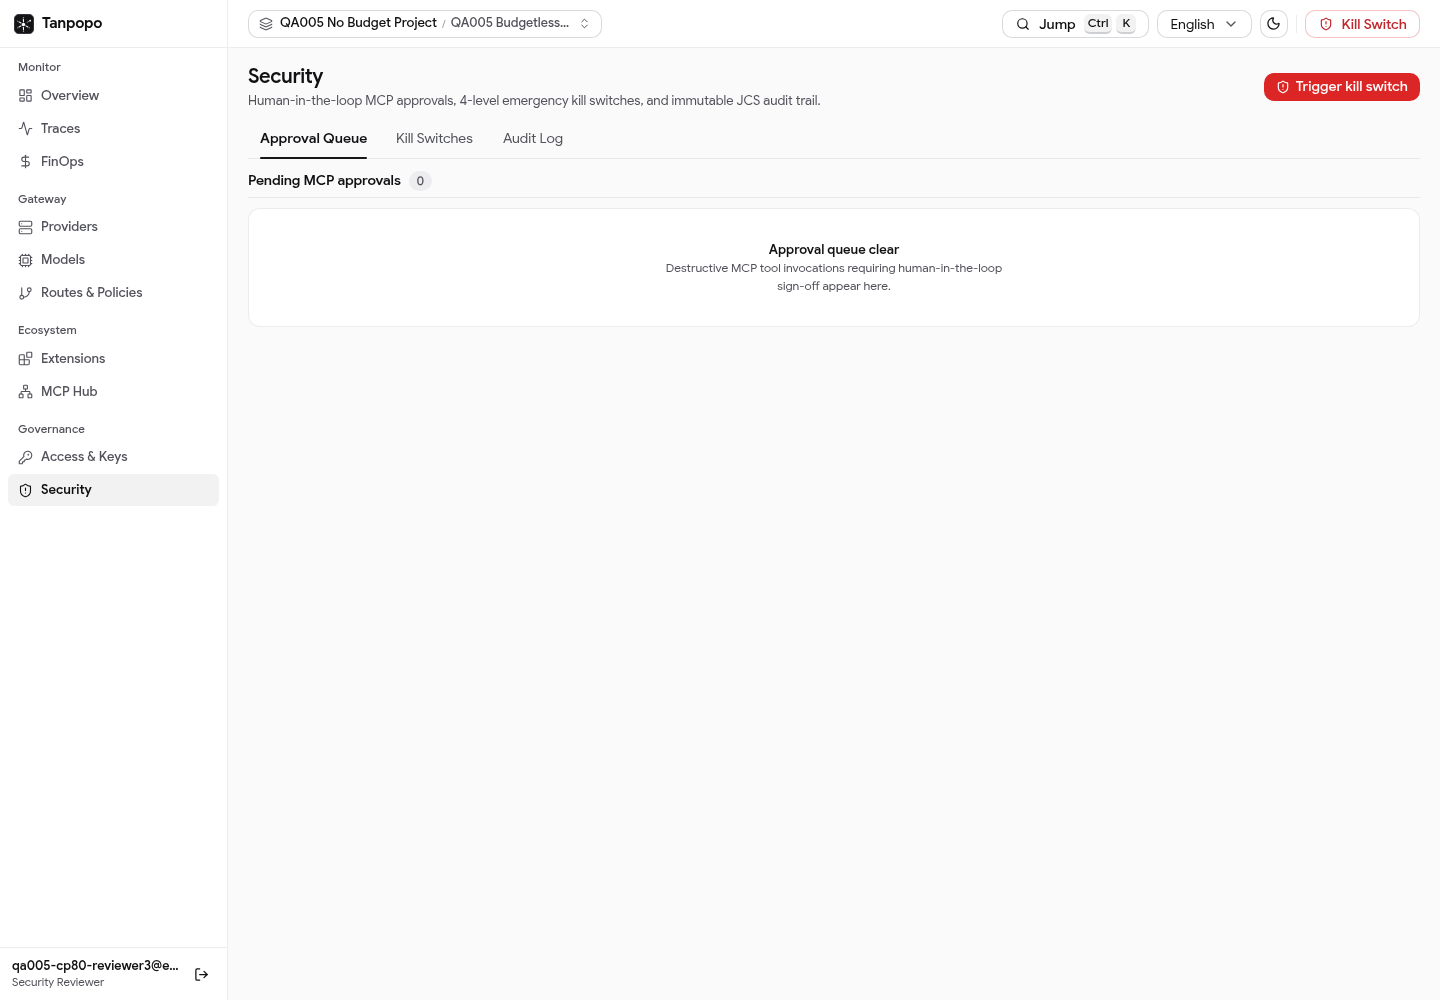 Tanpopo
QA005 No Budget Project / QA005 Budgetless...
Jump Ctrl K
English
Kill Switch
Monitor
Overview
Traces
FinOps
Gateway
Providers
Models
Routes & Policies
Ecosystem
Extensions
MCP Hub
Governance
Access & Keys
Security
qa005-cp80-reviewer3@e...
Security Reviewer
Security
Human-in-the-loop MCP approvals, 4-level emergency kill switches, and immutable JCS audit trail.
Trigger kill switch
Approval Queue
Kill Switches
Audit Log
Pending MCP approvals 0
Approval queue clear
Destructive MCP tool invocations requiring human-in-the-loop
sign-off appear here.